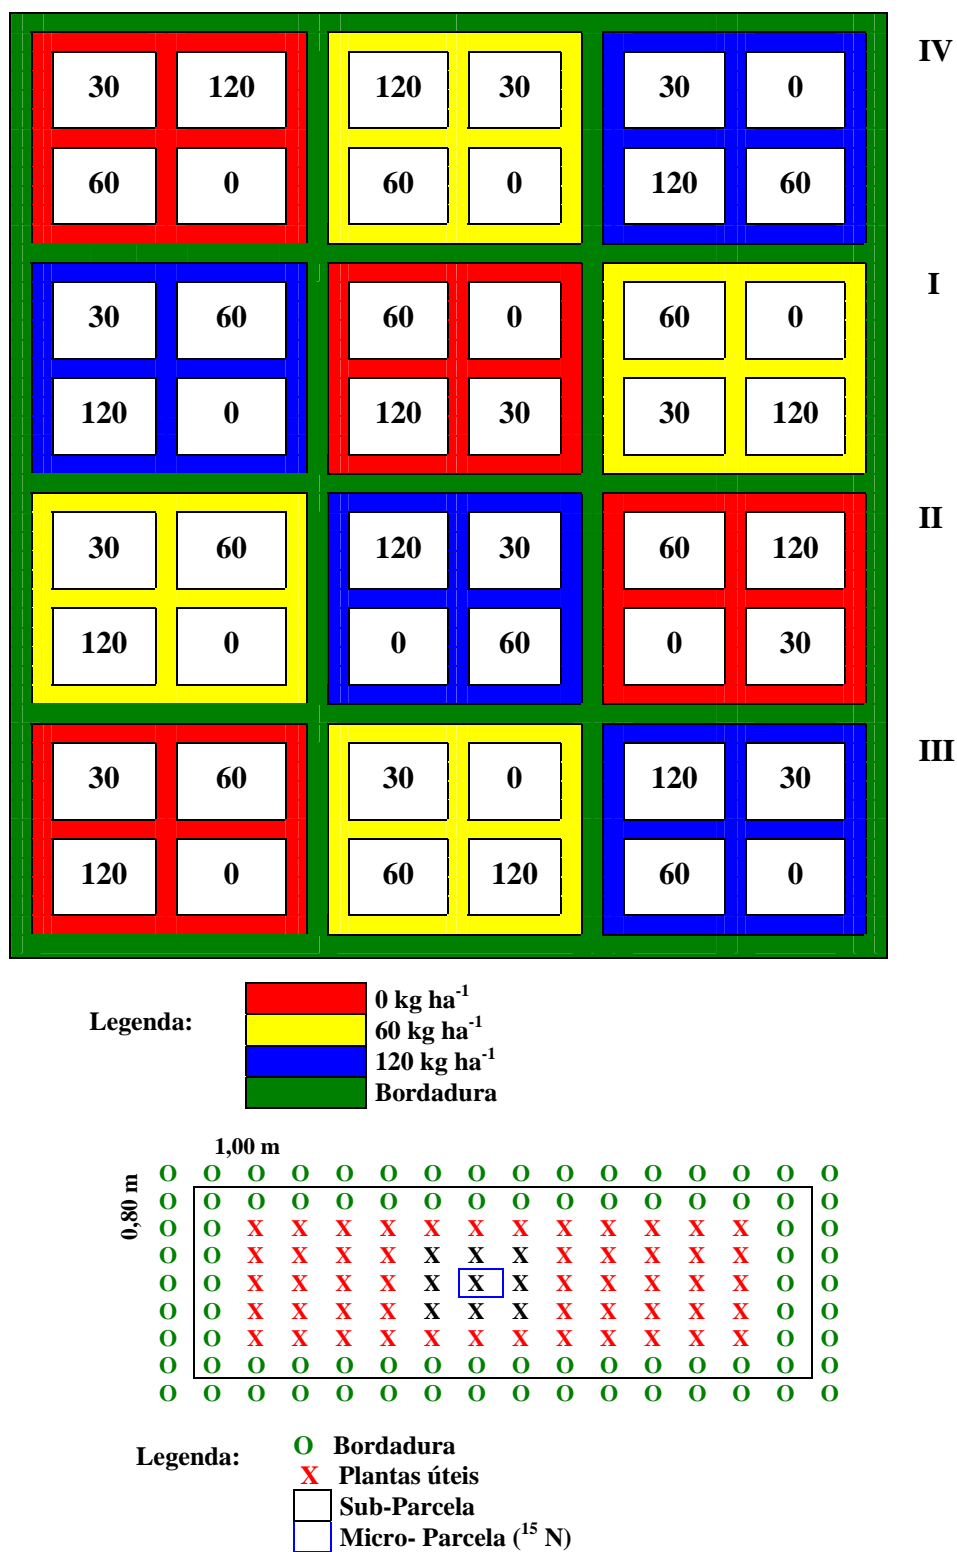 30 120 120 30 30 0 IV
60 0 60 0 120 60
30 60 60 0 60 0 I
120 0 120 30 30 120
30 60 120 30 60 120 II
120 0 0 60 0 30
30 60 30 0 120 30 III
120 0 60 120 60 0
Legenda:
0 kg ha⁻¹
60 kg ha⁻¹
120 kg ha⁻¹
Bordadura
1,00 m
0,80 m
O O O O O O O O O O O O O O O O
O O O O O O O O O O O O O O O O
O O X X X X X X X X X X X X O O
O O X X X X X X X X X X X X O O
O O X X X X X X X X X X X X O O
O O X X X X X X X X X X X X O O
O O X X X X X X X X X X X X O O
O O O O O O O O O O O O O O O O
O O O O O O O O O O O O O O O O
Legenda:
O Bordadura
X Plantas úteis
Sub-Parcela
Micro- Parcela (¹⁵ N)